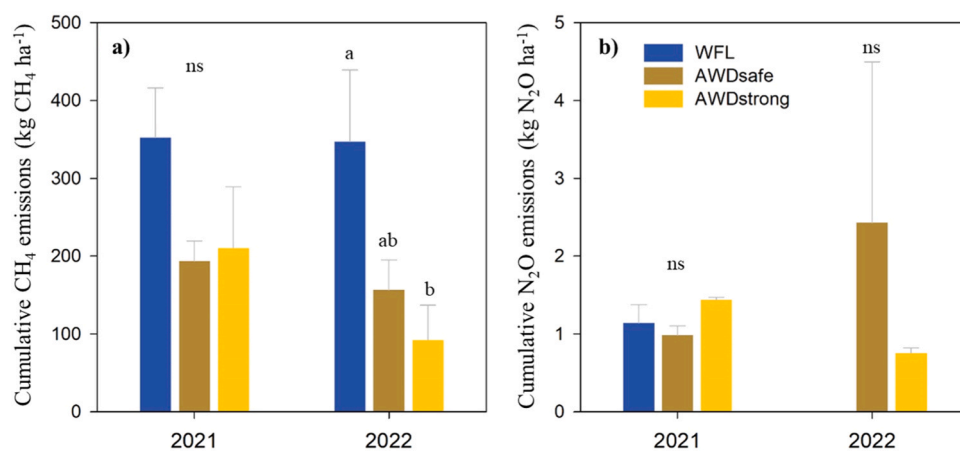 Cumulative CH₄ emissions (kg CH₄ ha⁻¹)
500
400
300
200
100
0
a)
ns
a
ab
b
2021
2022
Cumulative N₂O emissions (kg N₂O ha⁻¹)
5
4
3
2
1
0
b)
WFL
AWDsafe
AWDstrong
ns
ns
2021
2022